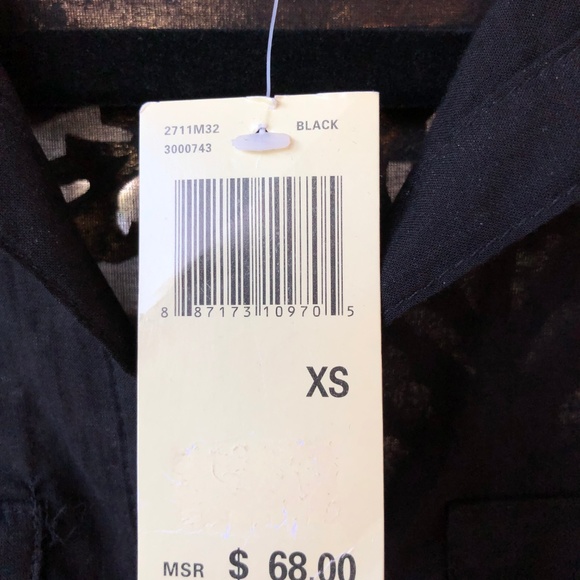 2711M32 BLACK
3000743
8 87173 10970 5
XS
MSR $ 68.00